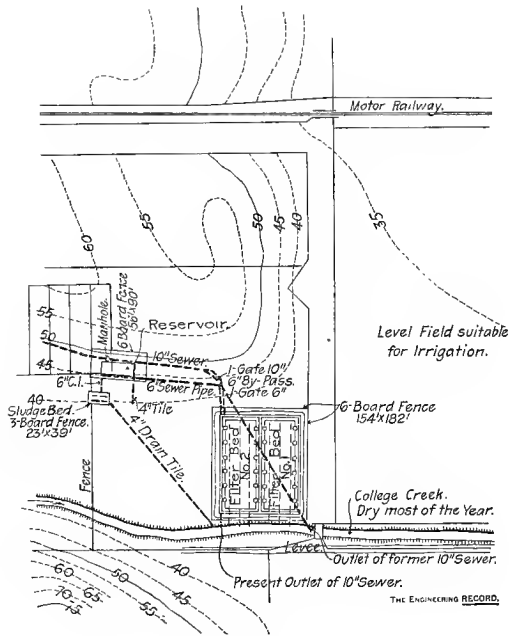 Motor Railway.
60
55
50
45
40
35
Manhole.
6 Board Fence
56'x90'
Reservoir.
Level Field suitable
for Irrigation.
55
50
45
40
10" Sewer.
6" C.I.
6" Sewer Pipe.
1-Gate 10"
6" By-Pass.
1-Gate 6"
4" Tile
Sludge Bed.
3-Board Fence.
23'x39'
4" Drain Tile.
6-Board Fence
154'x182'
Filter Bed
No.2
Filter Bed
No.1
Fence
College Creek.
Dry most of the Year.
Levee
Outlet of former 10" Sewer.
Present Outlet of 10" Sewer.
60
65
70
75
50
55
40
45
THE ENGINEERING RECORD.